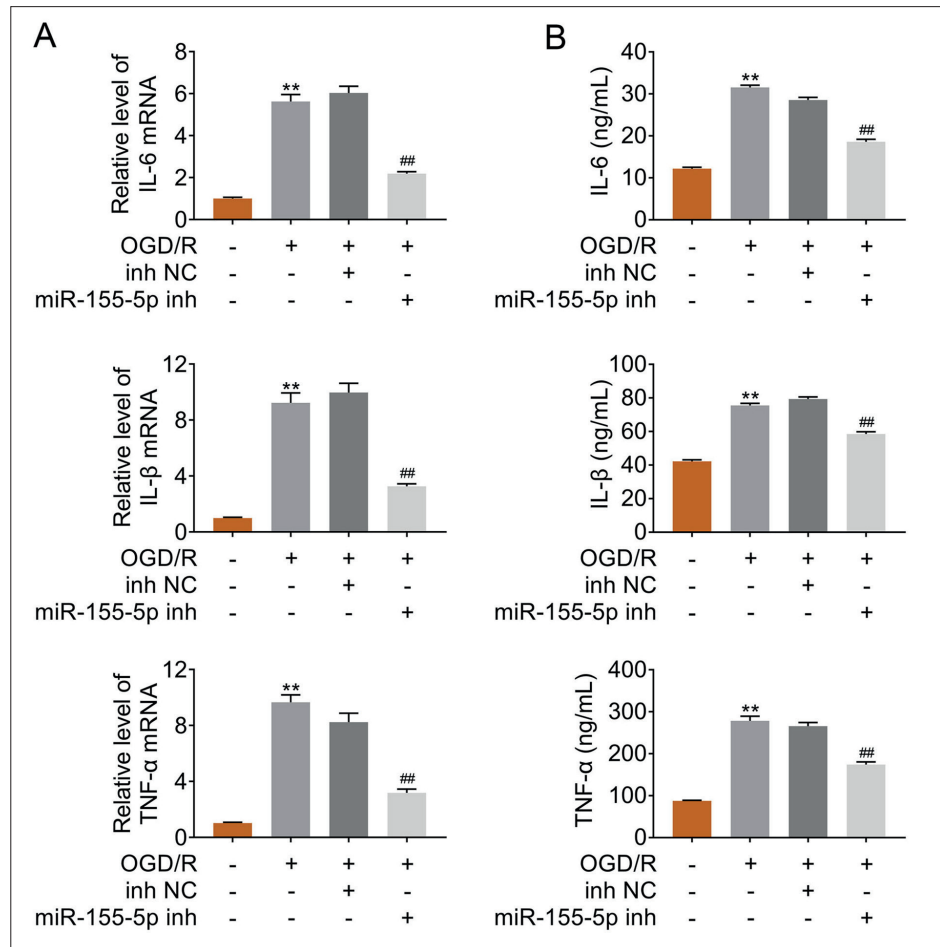 A
Relative level of
IL-6 mRNA
8
6
4
2
0
**
##
OGD/R - + + +
inh NC - - + -
miR-155-5p inh - - - +
B
IL-6 (ng/mL)
40
30
20
10
0
**
##
OGD/R - + + +
inh NC - - + -
miR-155-5p inh - - - +
Relative level of
IL-β mRNA
12
8
4
0
**
##
OGD/R - + + +
inh NC - - + -
miR-155-5p inh - - - +
IL-β (ng/mL)
100
80
60
40
20
0
**
##
OGD/R - + + +
inh NC - - + -
miR-155-5p inh - - - +
Relative level of
TNF-α mRNA
12
8
4
0
**
##
OGD/R - + + +
inh NC - - + -
miR-155-5p inh - - - +
TNF-α (ng/mL)
400
300
200
100
0
**
##
OGD/R - + + +
inh NC - - + -
miR-155-5p inh - - - +